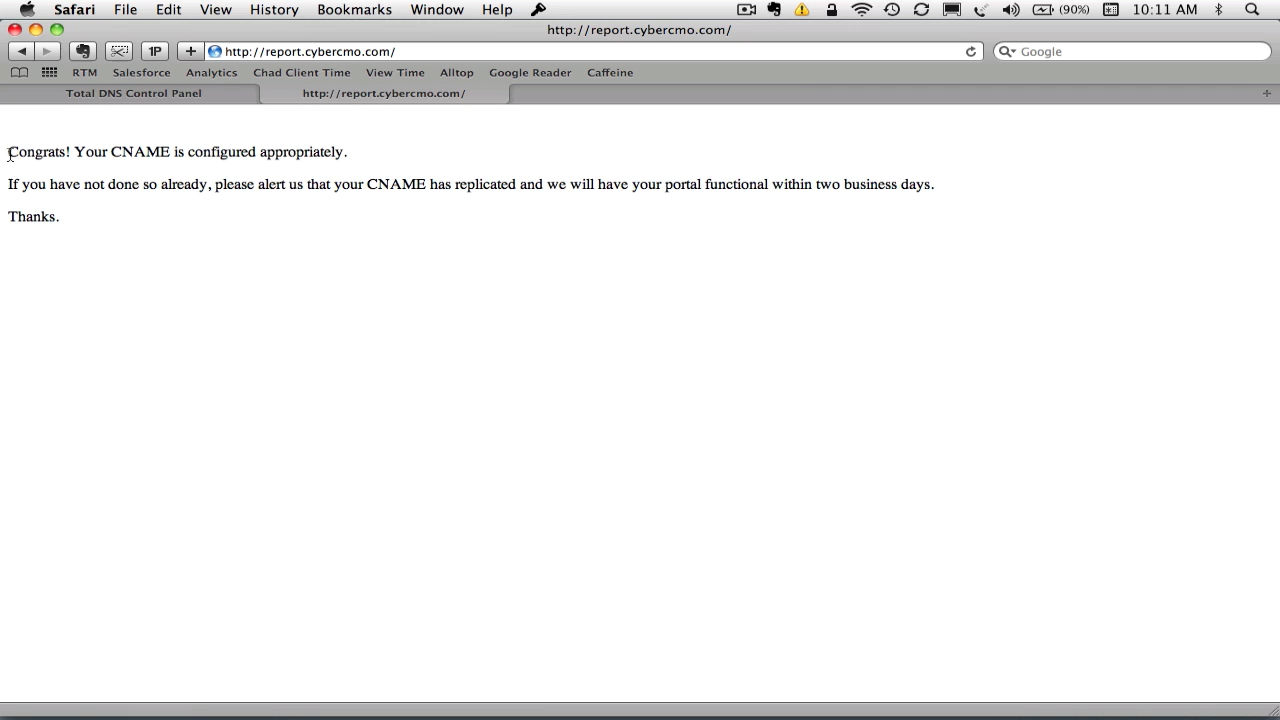 Safari File Edit View History Bookmarks Window Help (90%) 10:11 AM
http://report.cybercmo.com/
1P + http://report.cybercmo.com/ Google
RTM Salesforce Analytics Chad Client Time View Time Alltop Google Reader Caffeine
Total DNS Control Panel http://report.cybercmo.com/ +
Congrats! Your CNAME is configured appropriately.
If you have not done so already, please alert us that your CNAME has replicated and we will have your portal functional within two business days.
Thanks.